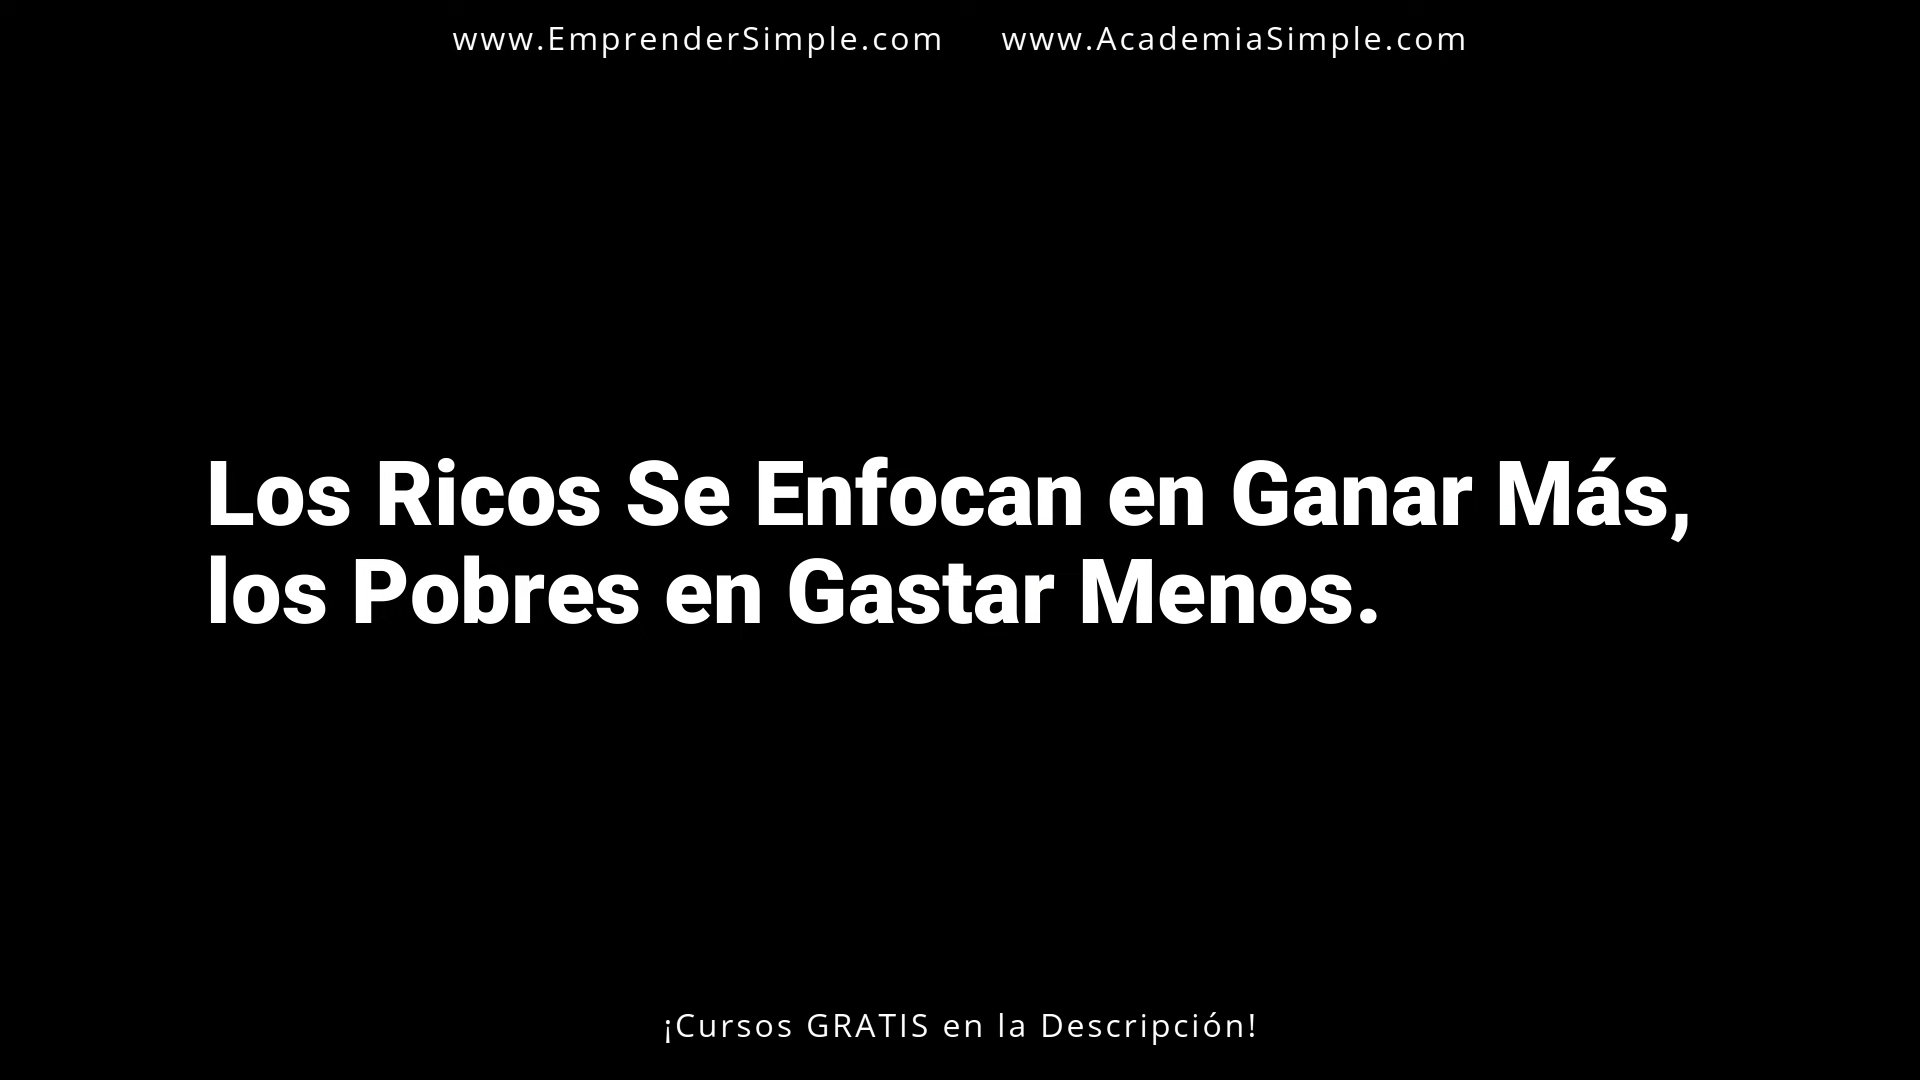 www.EmprenderSimple.com www.AcademiaSimple.com
Los Ricos Se Enfocan en Ganar Más,
los Pobres en Gastar Menos.
¡Cursos GRATIS en la Descripción!